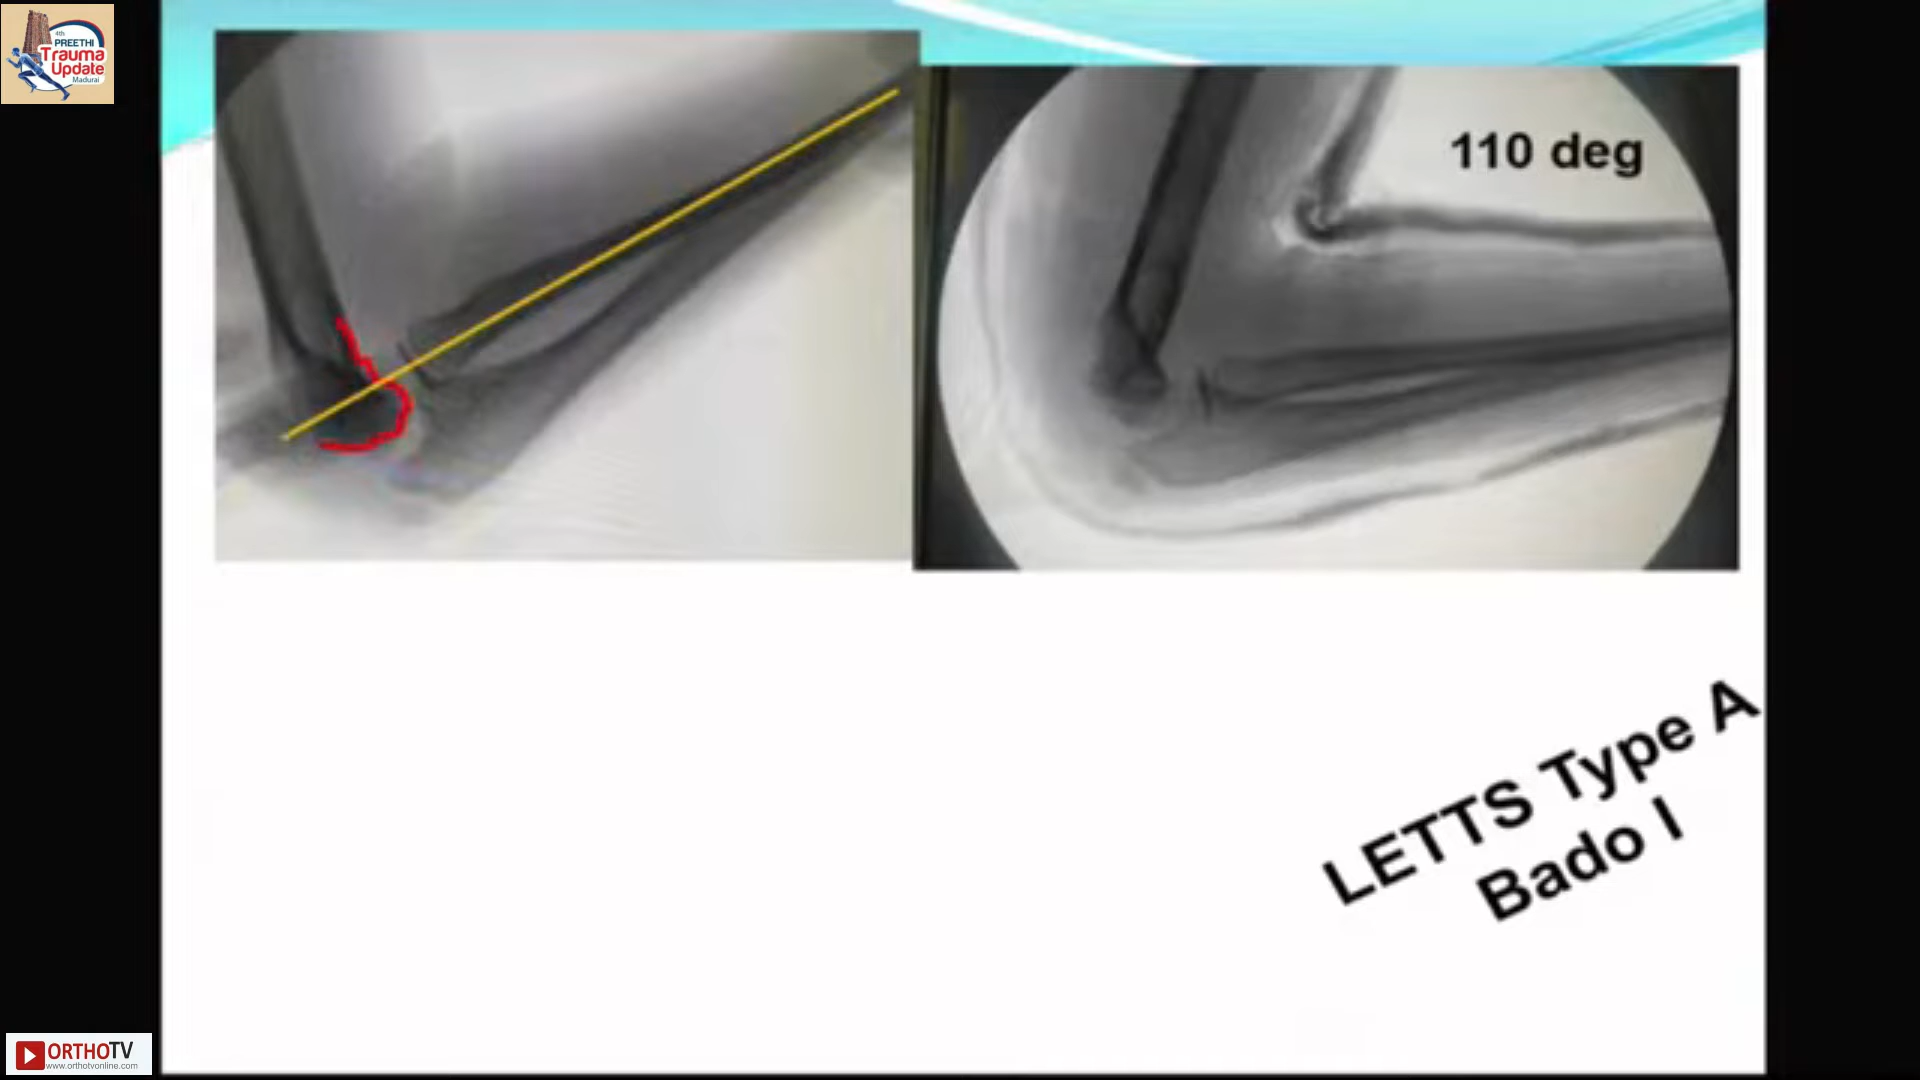 4th
PREETHI
Trauma
Update
Madurai
110 deg
LETTS Type A
Bado I
ORTHOTV
www.orthotvonline.com